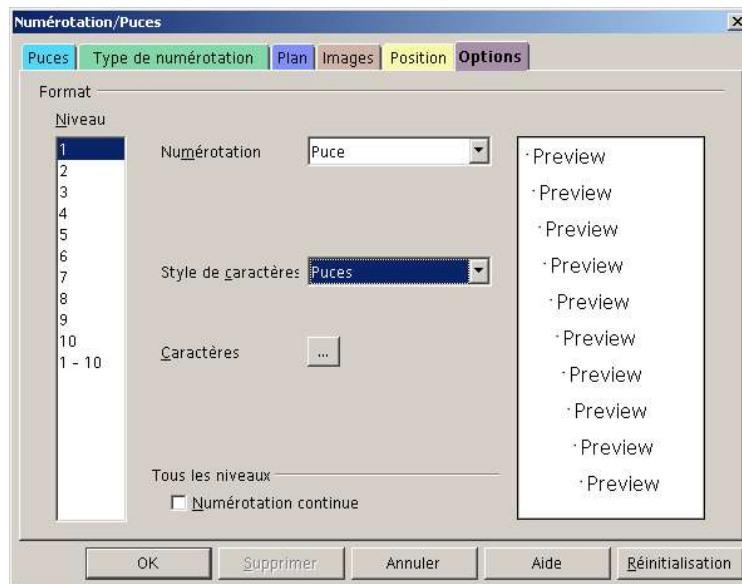 Numérotation/Puces
Puces Type de numérotation Plan Images Position Options
Format
Niveau
1
2
3
4
5
6
7
8
9
10
1 - 10
Numérotation Puce
Style de caractères Puces
Caractères ...
Tous les niveaux
Numérotation continue
· Preview
· Preview
· Preview
· Preview
· Preview
· Preview
· Preview
· Preview
· Preview
· Preview
OK Supprimer Annuler Aide Réinitialisation